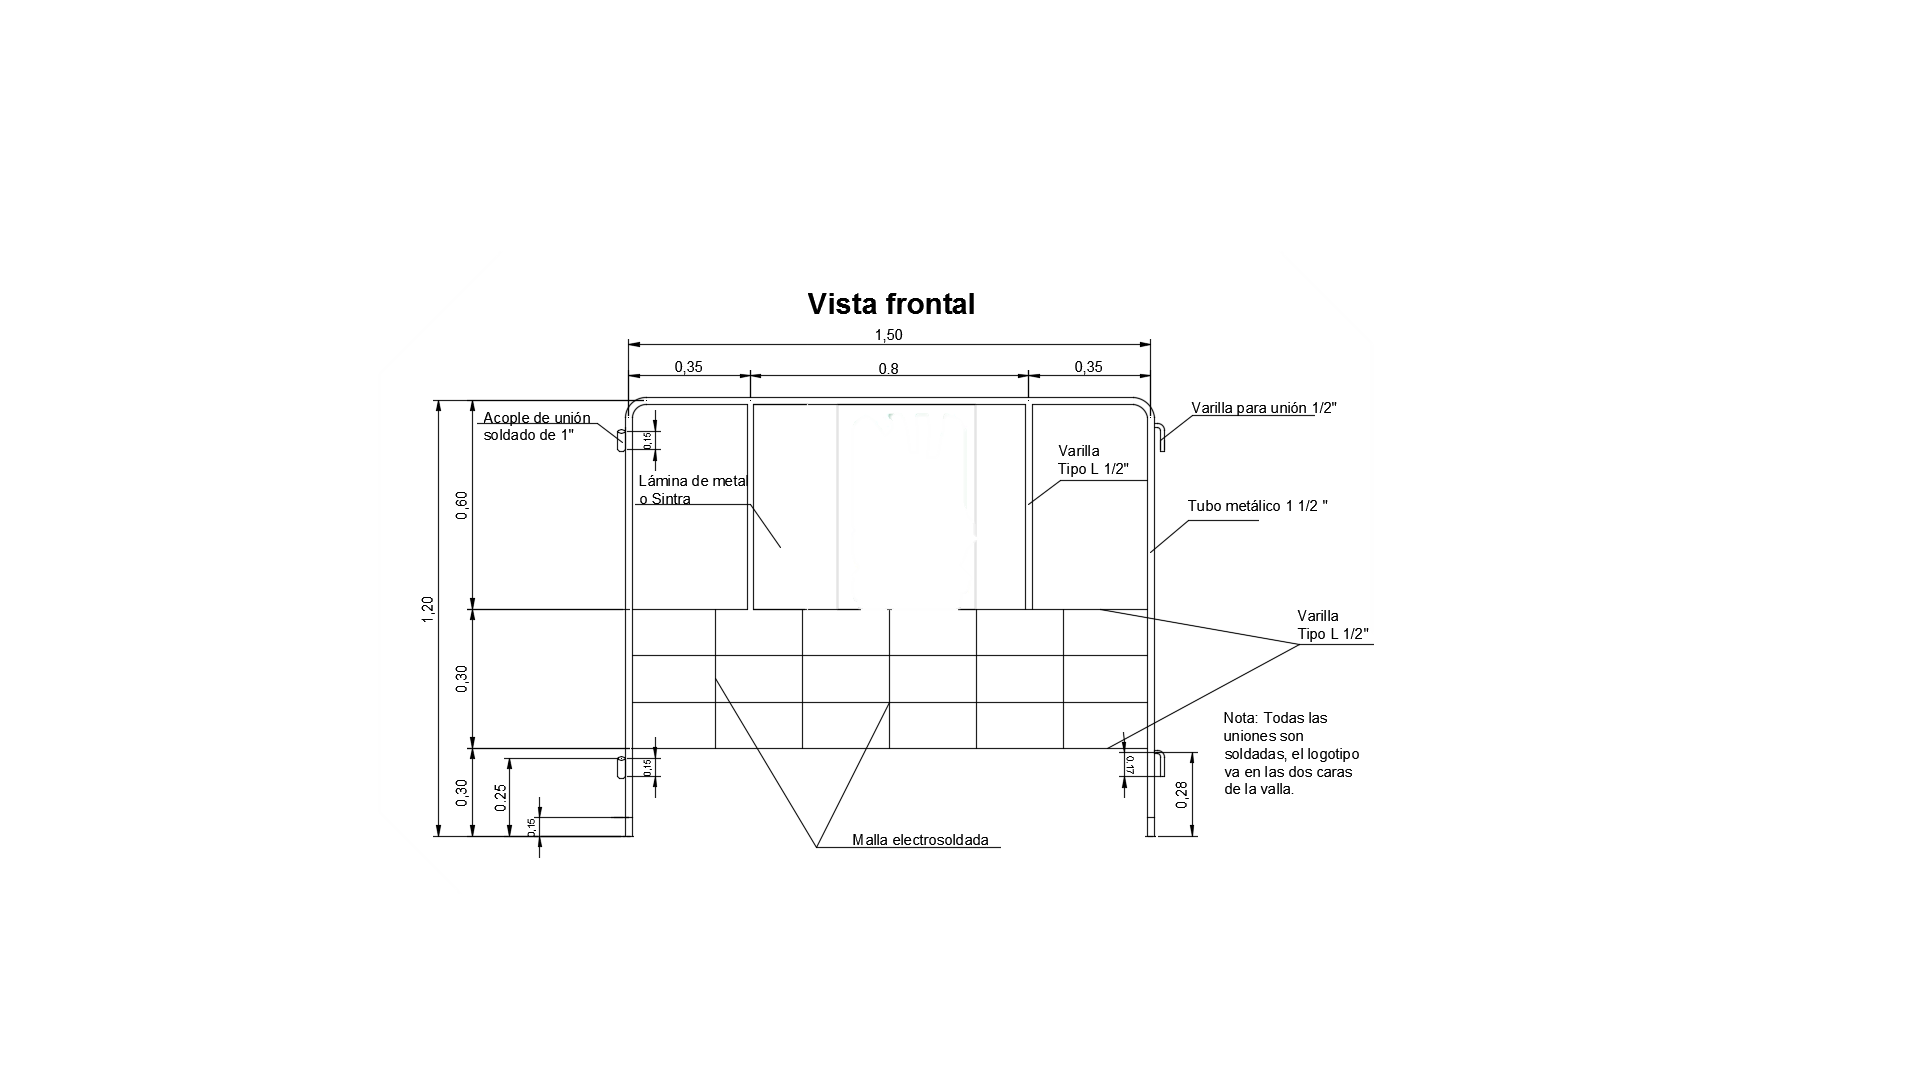 Vista frontal
1,50
0,35
0.8
0,35
Acople de unión
soldado de 1"
0,15
Varilla para unión 1/2"
Varilla
Tipo L 1/2"
Lámina de metal
o Sintra
0,60
Tubo metálico 1 1/2 "
1,20
Varilla
Tipo L 1/2"
0,30
Nota: Todas las
uniones son
soldadas, el logotipo
va en las dos caras
de la valla.
0,15
0,17
0,30
0.25
0,28
0,15
Malla electrosoldada